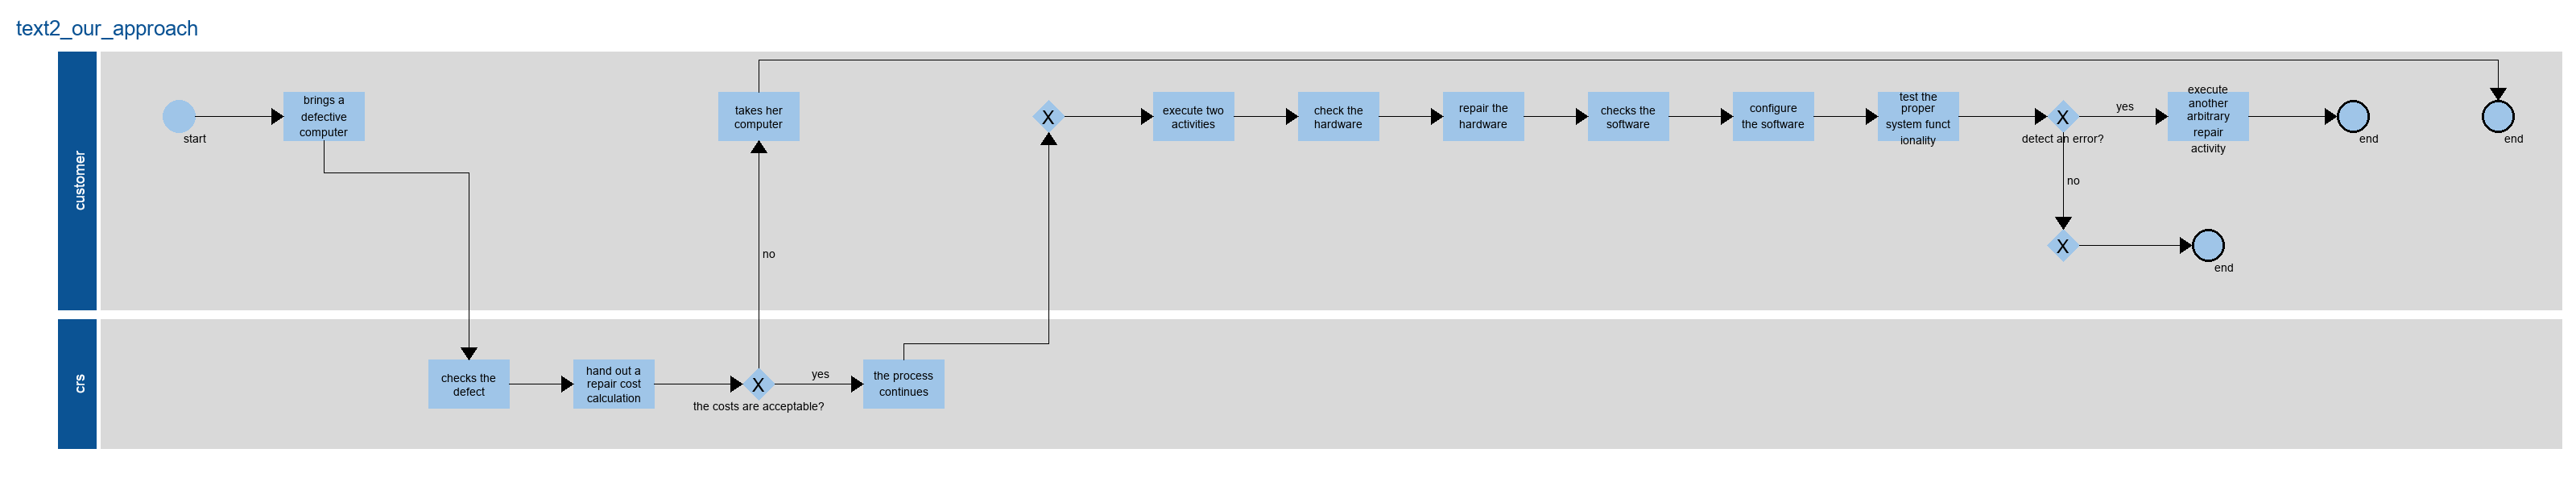 text2_our_approach
customer
start
brings a
defective
computer
takes her
computer
no
X
execute two
activities
check the
hardware
repair the
hardware
checks the
software
configure
the software
test the
proper
system funct
ionality
X
detect an error?
yes
no
execute
another
arbitrary
repair
activity
end
end
X
end
crs
checks the
defect
hand out a
repair cost
calculation
X
the costs are acceptable?
yes
the process
continues